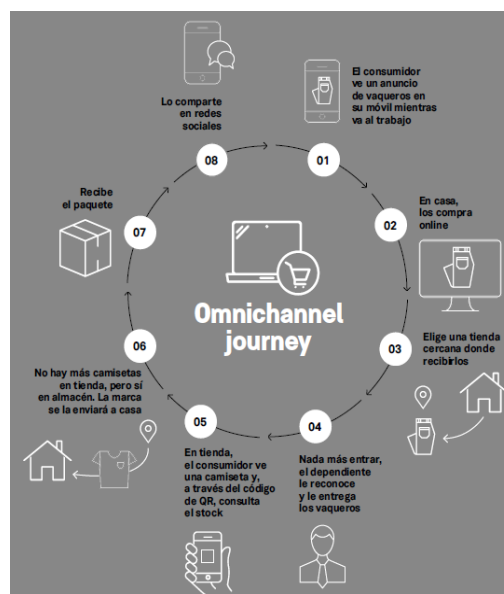 Omnichannel
journey
01
El consumidor
ve un anuncio
de vaqueros en
su móvil mientras
va al trabajo
02
En casa,
los compra
online
03
Elige una tienda
cercana donde
recibirlos
04
Nada más entrar,
el dependiente
le reconoce
y le entrega
los vaqueros
05
En tienda,
el consumidor ve
una camiseta y,
a través del código
de QR, consulta
el stock
06
No hay más camisetas
en tienda, pero sí
en almacén. La marca
se la enviará a casa
07
Recibe
el paquete
08
Lo comparte
en redes
sociales